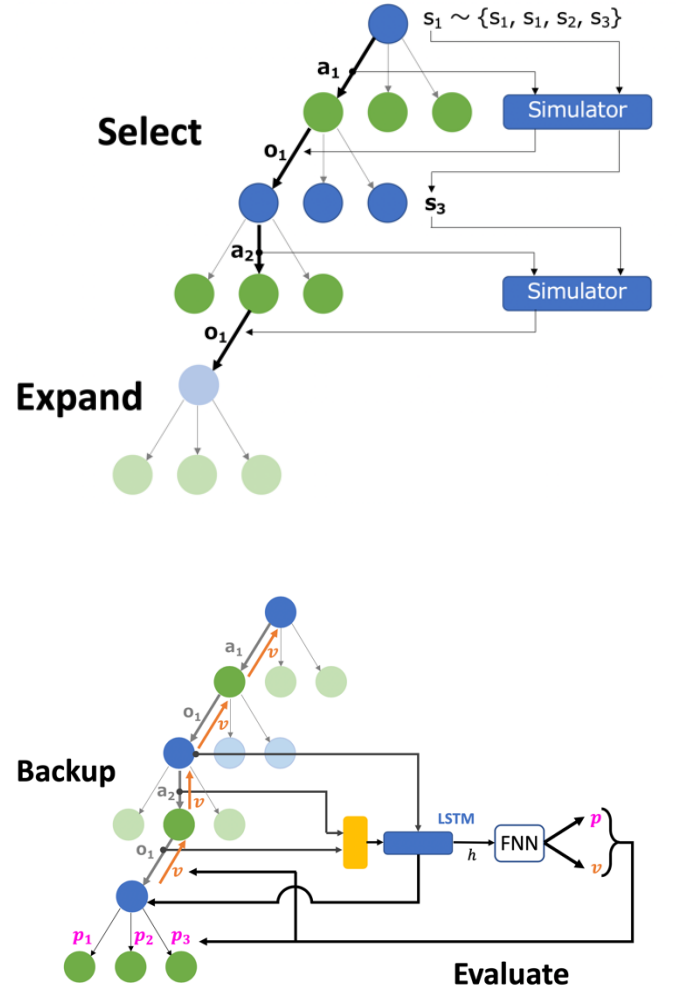 s₁ ~ {s₁, s₁, s₂, s₃}
a₁
Simulator
Select
o₁
s₃
a₂
Simulator
o₁
Expand
a₁
v
o₁
v
Backup
a₂
v
LSTM
p
h
FNN
o₁
v
v
p₁
p₂
p₃
Evaluate